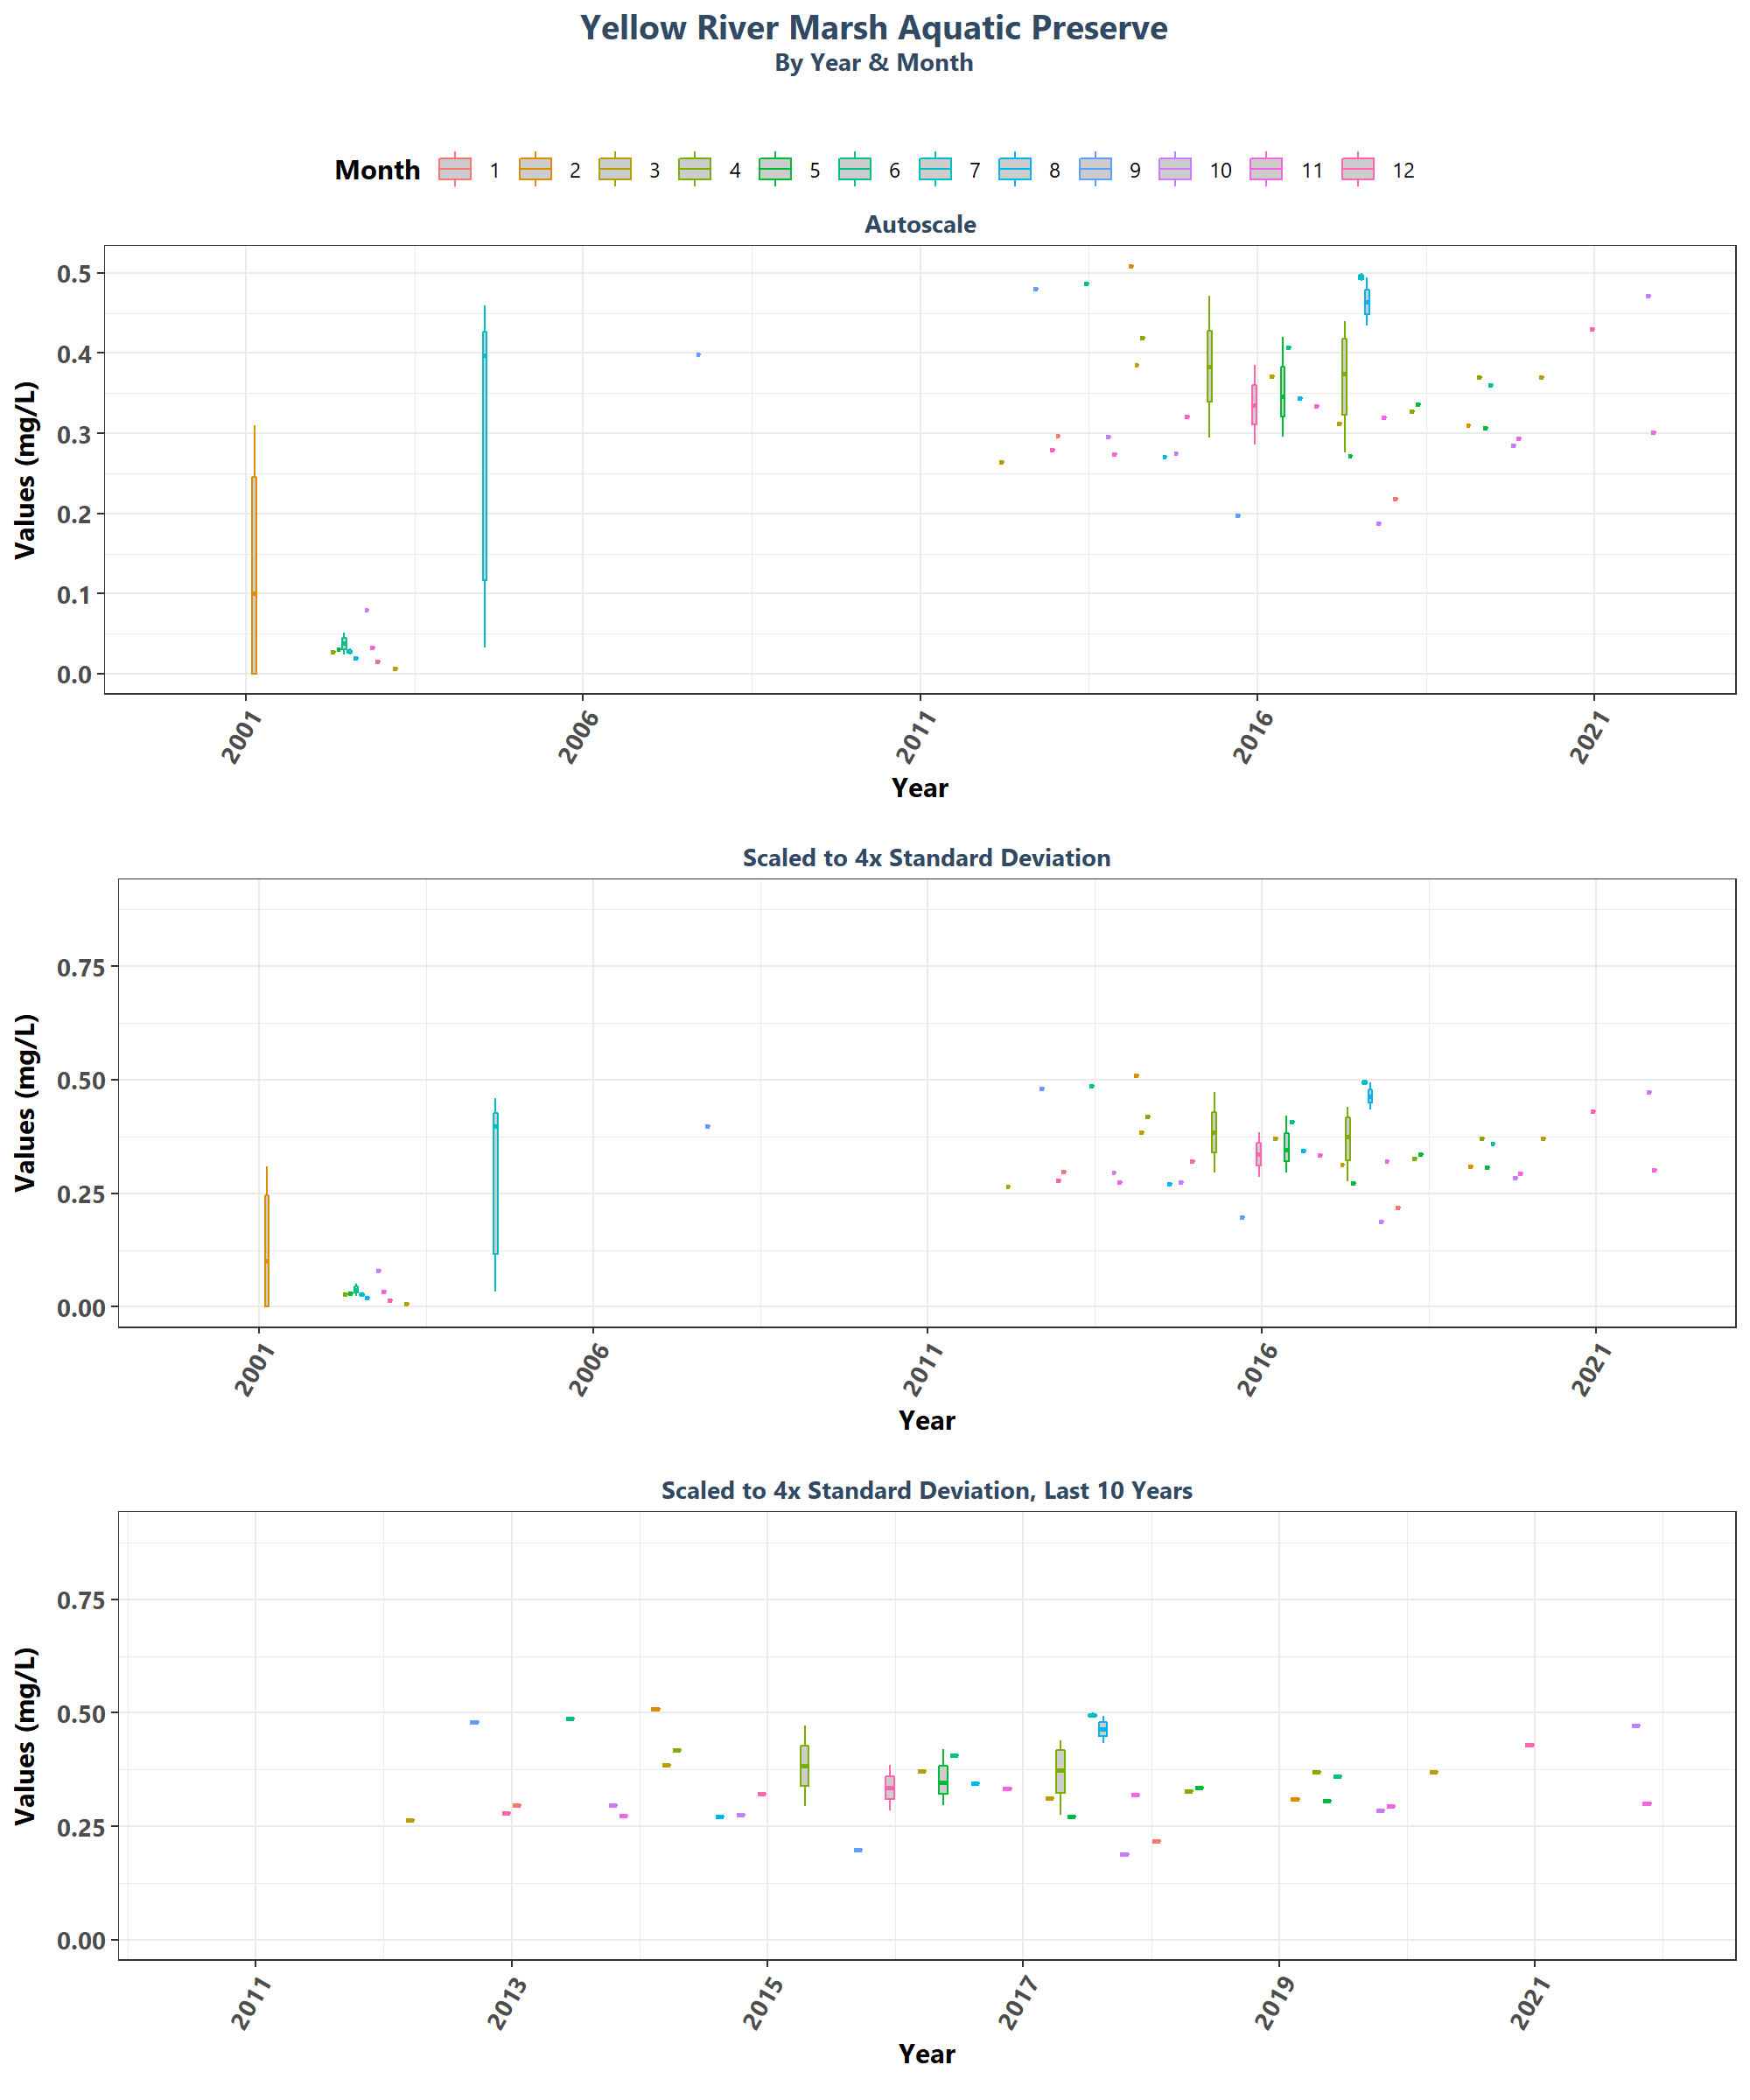 Yellow River Marsh Aquatic Preserve
By Year & Month
Month 1 2 3 4 5 6 7 8 9 10 11 12
Autoscale
Values (mg/L)
0.5
0.4
0.3
0.2
0.1
0.0
2001 2006 2011 2016 2021
Year
Scaled to 4x Standard Deviation
Values (mg/L)
0.75
0.50
0.25
0.00
2001 2006 2011 2016 2021
Year
Scaled to 4x Standard Deviation, Last 10 Years
Values (mg/L)
0.75
0.50
0.25
0.00
2011 2013 2015 2017 2019 2021
Year